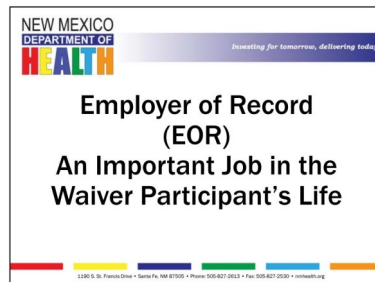 NEW MEXICO
DEPARTMENT OF
HEALTH
Investing for tomorrow, delivering today
Employer of Record
(EOR)
An Important Job in the
Waiver Participant's Life
1190 S. St. Francis Drive • Santa Fe, NM 87505 • Phone: 505-827-2613 • Fax: 505-827-2530 • nmhealth.org